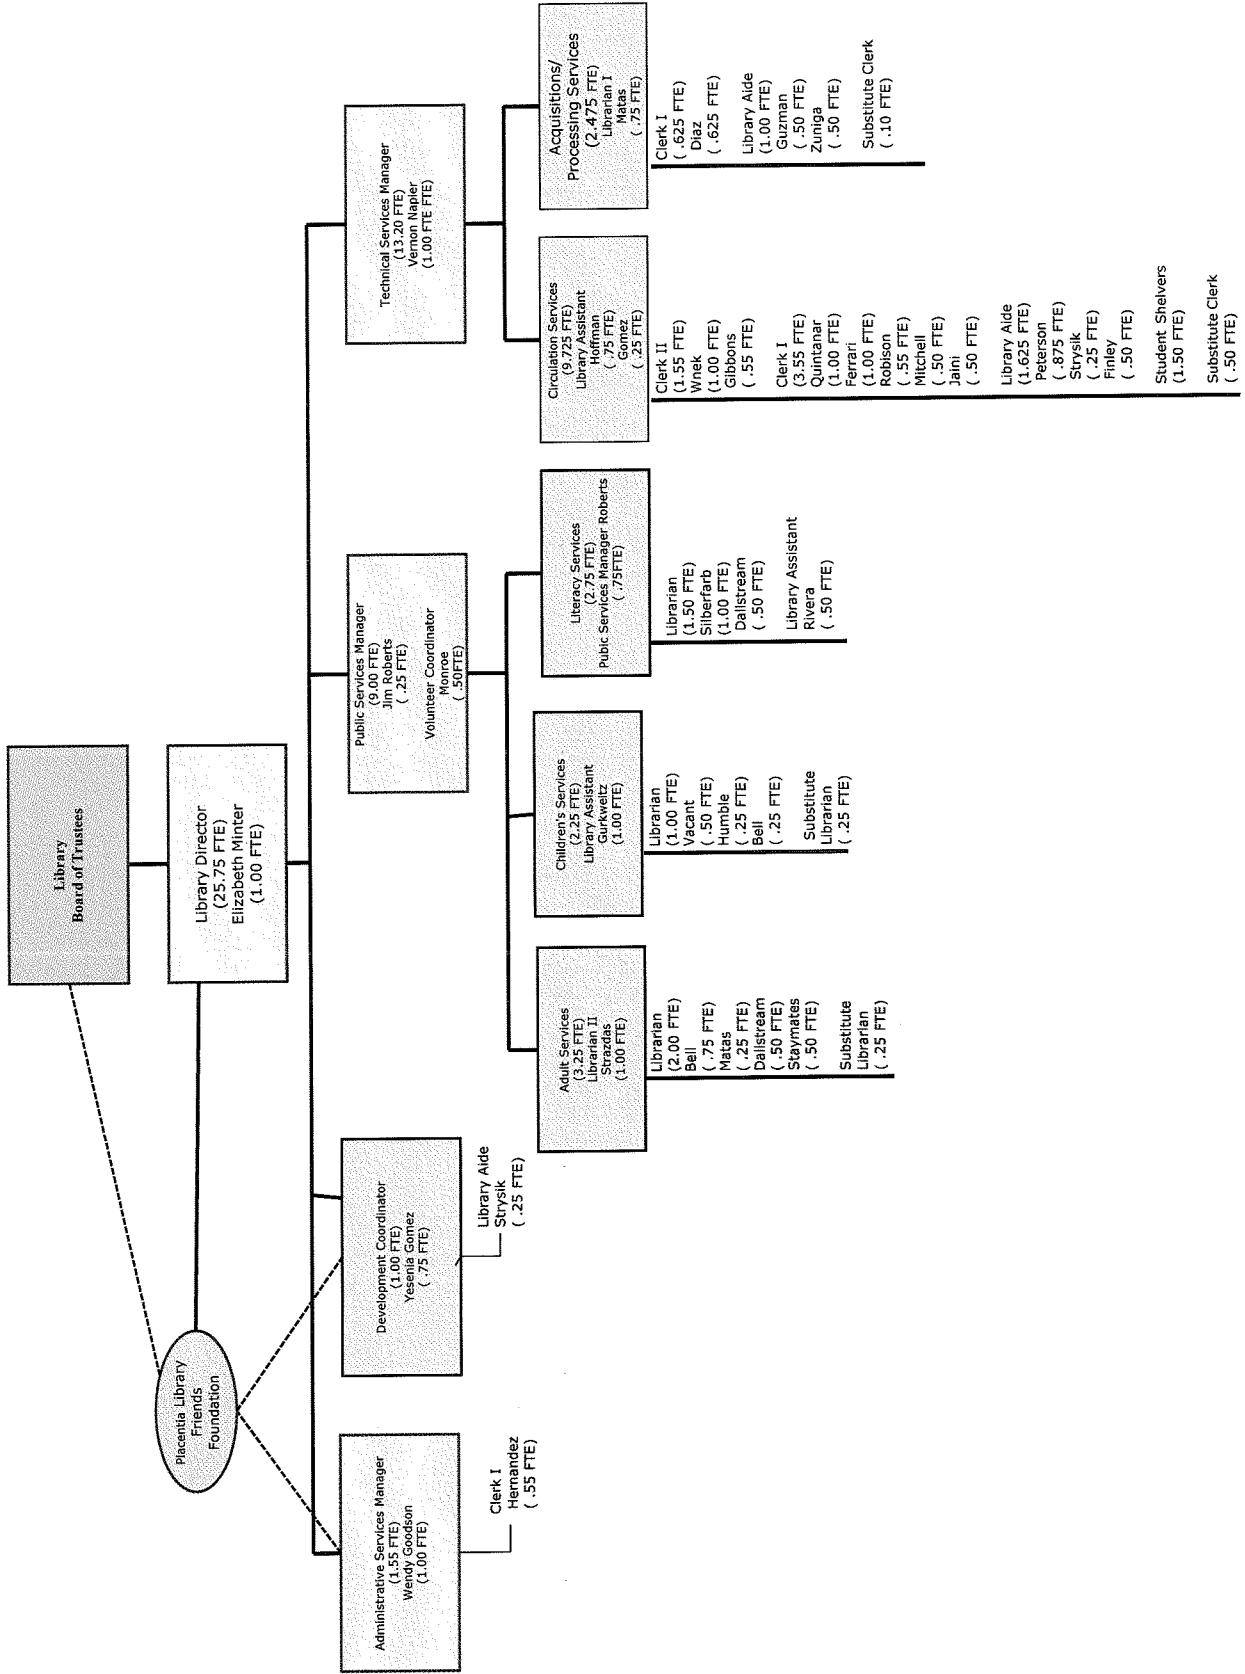 Library
Board of Trustees
Library Director
(25.75 FTE)
Elizabeth Minter
(1.00 FTE)
Placentia Library
Friends
Foundation
Administrative Services Manager
(1.55 FTE)
Wendy Goodson
(1.00 FTE)
Clerk I
Hernandez
( .55 FTE)
Development Coordinator
(1.00 FTE)
Yesenia Gomez
( .75 FTE)
Library Aide
Strysik
( .25 FTE)
Public Services Manager
(9.00 FTE)
Jim Roberts
( .25 FTE)
Volunteer Coordinator
Monroe
( .50FTE)
Technical Services Manager
(13.20 FTE)
Vernon Napier
(1.00 FTE FTE)
Adult Services
(3.25 FTE)
Librarian II
Strazdas
(1.00 FTE)
Librarian
(2.00 FTE)
Bell
( .75 FTE)
Matas
( .25 FTE)
Dallstream
( .50 FTE)
Staymates
( .50 FTE)
Substitute
Librarian
( .25 FTE)
Children's Services
(2.25 FTE)
Library Assistant
Gurkweitz
(1.00 FTE)
Librarian
(1.00 FTE)
Vacant
( .50 FTE)
Humble
( .25 FTE)
Bell
( .25 FTE)
Substitute
Librarian
( .25 FTE)
Literacy Services
(2.75 FTE)
Pubic Services Manager Roberts
( .75FTE)
Librarian
(1.50 FTE)
Silberfarb
(1.00 FTE)
Dallstream
( .50 FTE)
Library Assistant
Rivera
( .50 FTE)
Circulation Services
(9.725 FTE)
Library Assistant
Hoffman
( .75 FTE)
Gomez
( .25 FTE)
Clerk II
(1.55 FTE)
Wnek
(1.00 FTE)
Gibbons
( .55 FTE)
Clerk I
(3.55 FTE)
Quintanar
(1.00 FTE)
Ferrari
(1.00 FTE)
Robison
( .55 FTE)
Mitchell
( .50 FTE)
Jaini
( .50 FTE)
Library Aide
(1.625 FTE)
Peterson
( .875 FTE)
Strysik
( .25 FTE)
Finley
( .50 FTE)
Student Shelvers
(1.50 FTE)
Substitute Clerk
( .50 FTE)
Acquisitions/
Processing Services
(2.475 FTE)
Librarian I
Matas
( .75 FTE)
Clerk I
( .625 FTE)
Diaz
( .625 FTE)
Library Aide
(1.00 FTE)
Guzman
( .50 FTE)
Zuniga
( .50 FTE)
Substitute Clerk
( .10 FTE)